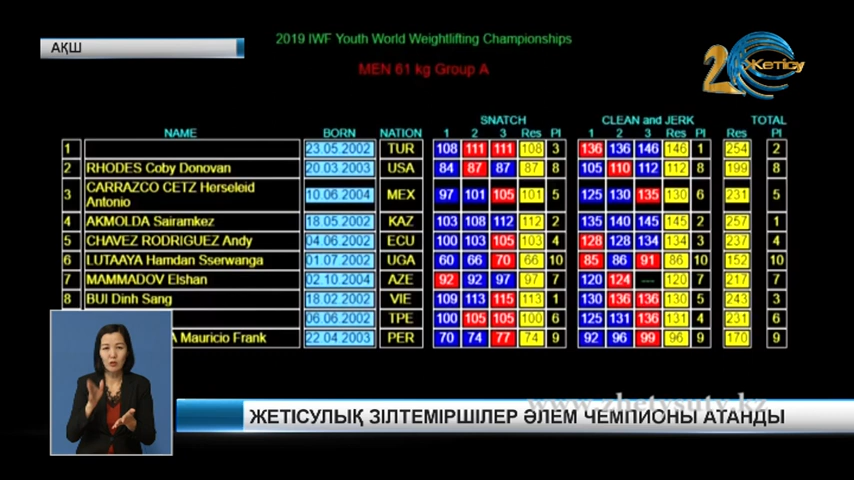 АҚШ
2019 IWF Youth World Weightlifting Championships
MEN 61 kg Group A
20 Жетісу
SNATCH CLEAN and JERK TOTAL
NAME BORN NATION 1 2 3 Res Pl 1 2 3 Res Pl Res Pl
1 23.05.2002 TUR 108 111 111 108 3 136 136 146 146 1 254 2
2 RHODES Coby Donovan 20.03.2003 USA 84 87 87 87 8 105 110 112 112 8 199 8
3 CARRAZCO CETZ Herseleid Antonio 10.06.2004 MEX 97 101 105 101 5 125 130 135 130 6 231 5
4 AKMOLDA Sairamkez 18.05.2002 KAZ 103 108 112 112 2 135 140 145 145 2 257 1
5 CHAVEZ RODRIGUEZ Andy 04.06.2002 ECU 100 103 105 103 4 128 128 134 134 3 237 4
6 LUTAAYA Hamdan Sserwanga 01.07.2002 UGA 60 66 70 66 10 85 86 91 86 10 152 10
7 MAMMADOV Elshan 02.10.2004 AZE 92 92 97 97 7 120 124 --- 120 7 217 7
8 BUI Dinh Sang 18.02.2002 VIE 109 113 115 113 1 130 136 136 130 5 243 3
06.06.2002 TPE 100 105 105 100 6 125 131 136 131 4 231 6
A Mauricio Frank 22.04.2003 PER 70 74 77 74 9 92 96 99 96 9 170 9
www.zhetysutv.kz
ЖЕТІСУЛЫҚ ЗІЛТЕМІРШІЛЕР ӘЛЕМ ЧЕМПИОНЫ АТАНДЫ